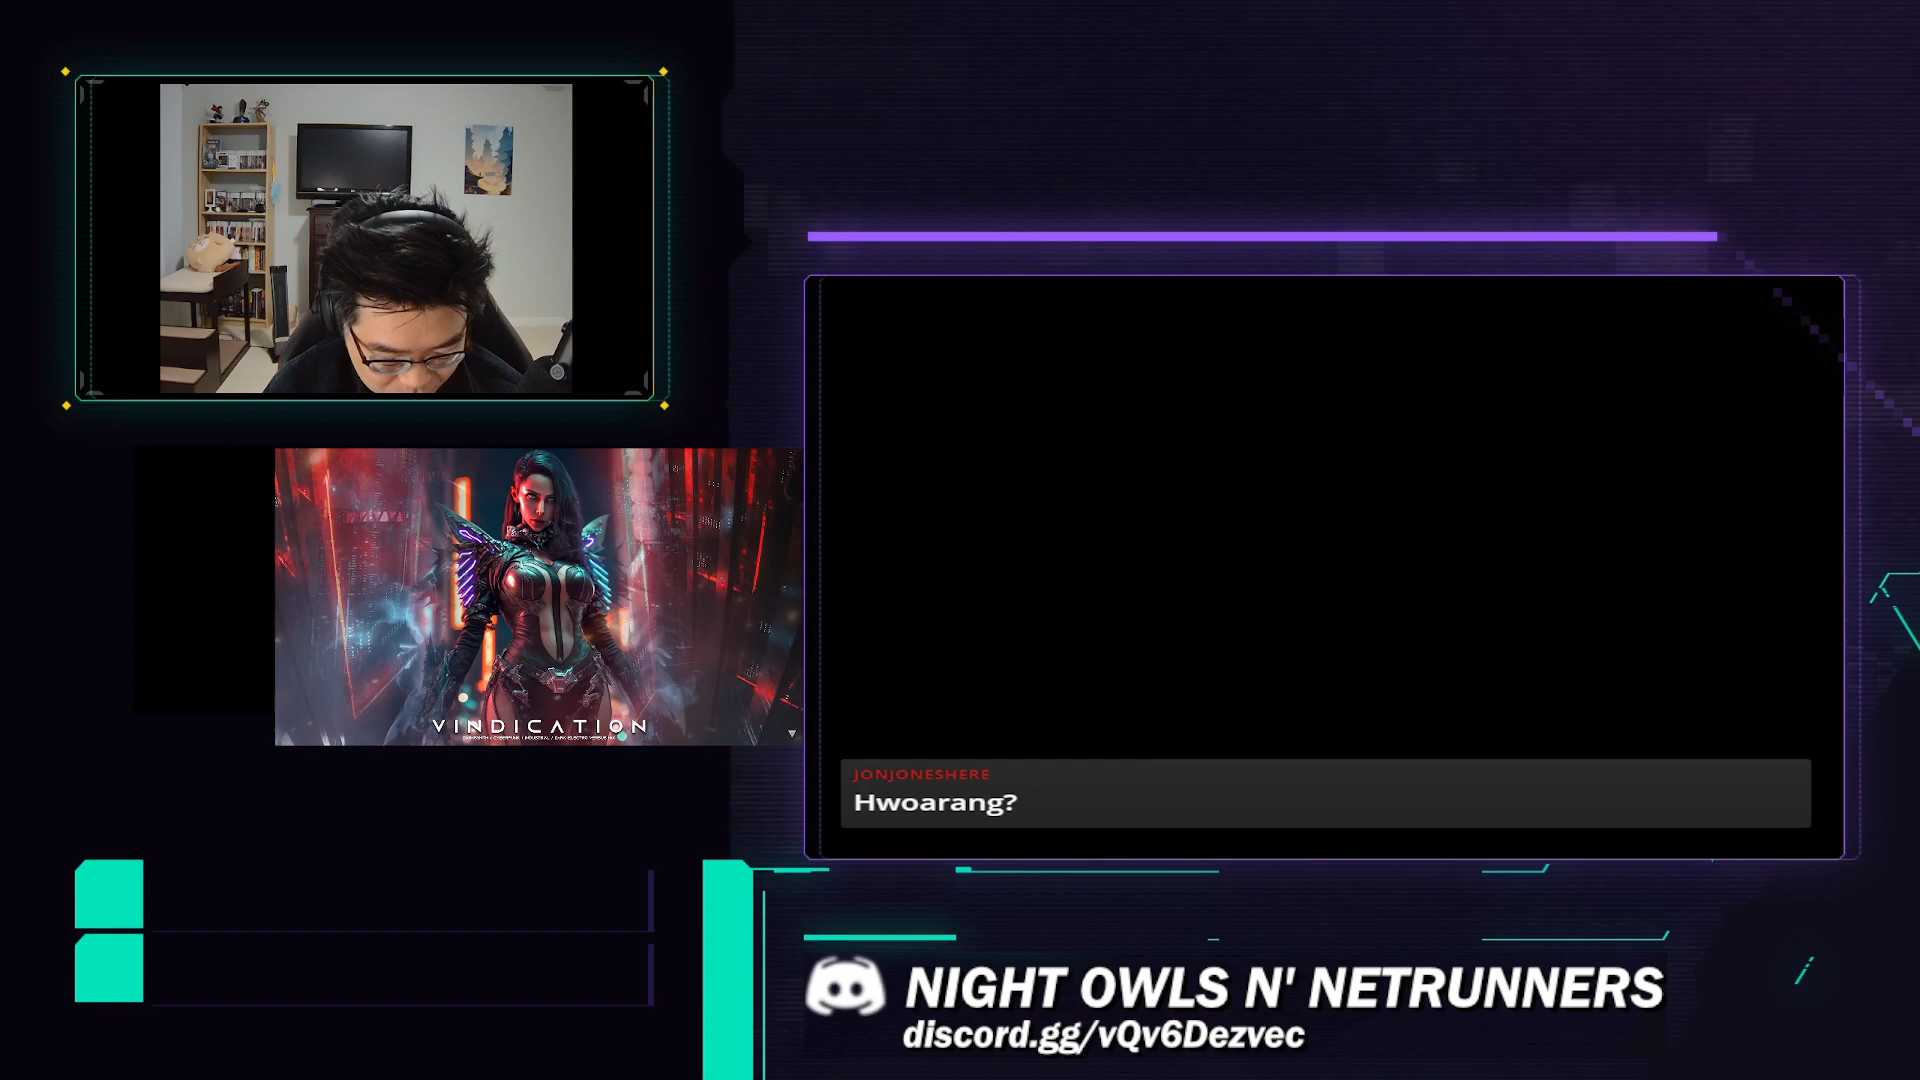 VINDICATION
JONJONESHERE
Hwoarang?
NIGHT OWLS N' NETRUNNERS
discord.gg/vQv6Dezvec